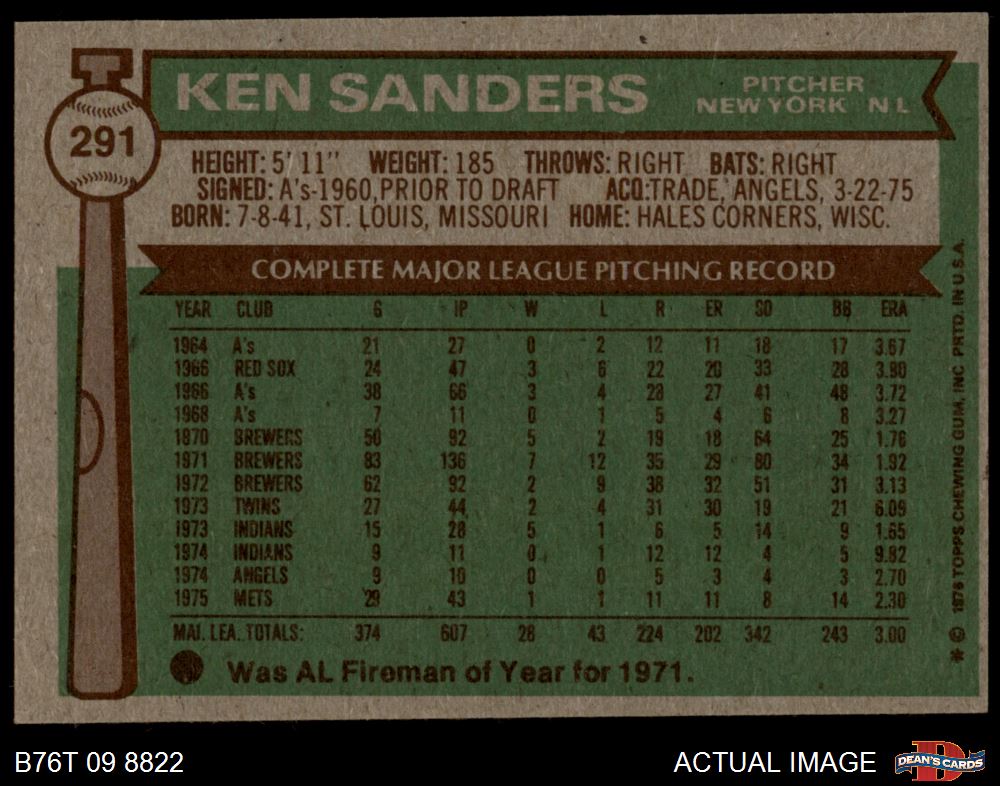 291
KEN SANDERS
PITCHER
NEW YORK N L
HEIGHT: 5' 11" WEIGHT: 185 THROWS: RIGHT BATS: RIGHT
SIGNED: A's-1960, PRIOR TO DRAFT ACQ: TRADE, ANGELS, 3-22-75
BORN: 7-8-41, ST. LOUIS, MISSOURI HOME: HALES CORNERS, WISC.
COMPLETE MAJOR LEAGUE PITCHING RECORD
YEAR CLUB G IP W L R ER SO BB ERA
1964 A's 21 27 0 2 12 11 18 17 3.67
1966 RED SOX 24 47 3 6 22 20 33 28 3.80
1966 A's 38 66 3 4 28 27 41 48 3.72
1968 A's 7 11 0 1 5 4 6 8 3.27
1970 BREWERS 50 92 5 2 19 18 64 25 1.76
1971 BREWERS 83 136 7 12 35 29 80 34 1.92
1972 BREWERS 62 92 2 9 38 32 51 31 3.13
1973 TWINS 27 44 2 4 31 30 19 21 6.09
1973 INDIANS 15 28 5 1 6 5 14 9 1.65
1974 INDIANS 9 11 0 1 12 12 4 5 9.82
1974 ANGELS 9 10 0 0 5 3 4 3 2.70
1975 METS 29 43 1 1 11 11 8 14 2.30
MAJ. LEA. TOTALS: 374 607 28 43 224 202 342 243 3.00
Was AL Fireman of Year for 1971.
* © 1976 TOPPS CHEWING GUM, INC PRTD. IN U.S.A.
B76T 09 8822
ACTUAL IMAGE
D
DEAN'S CARDS